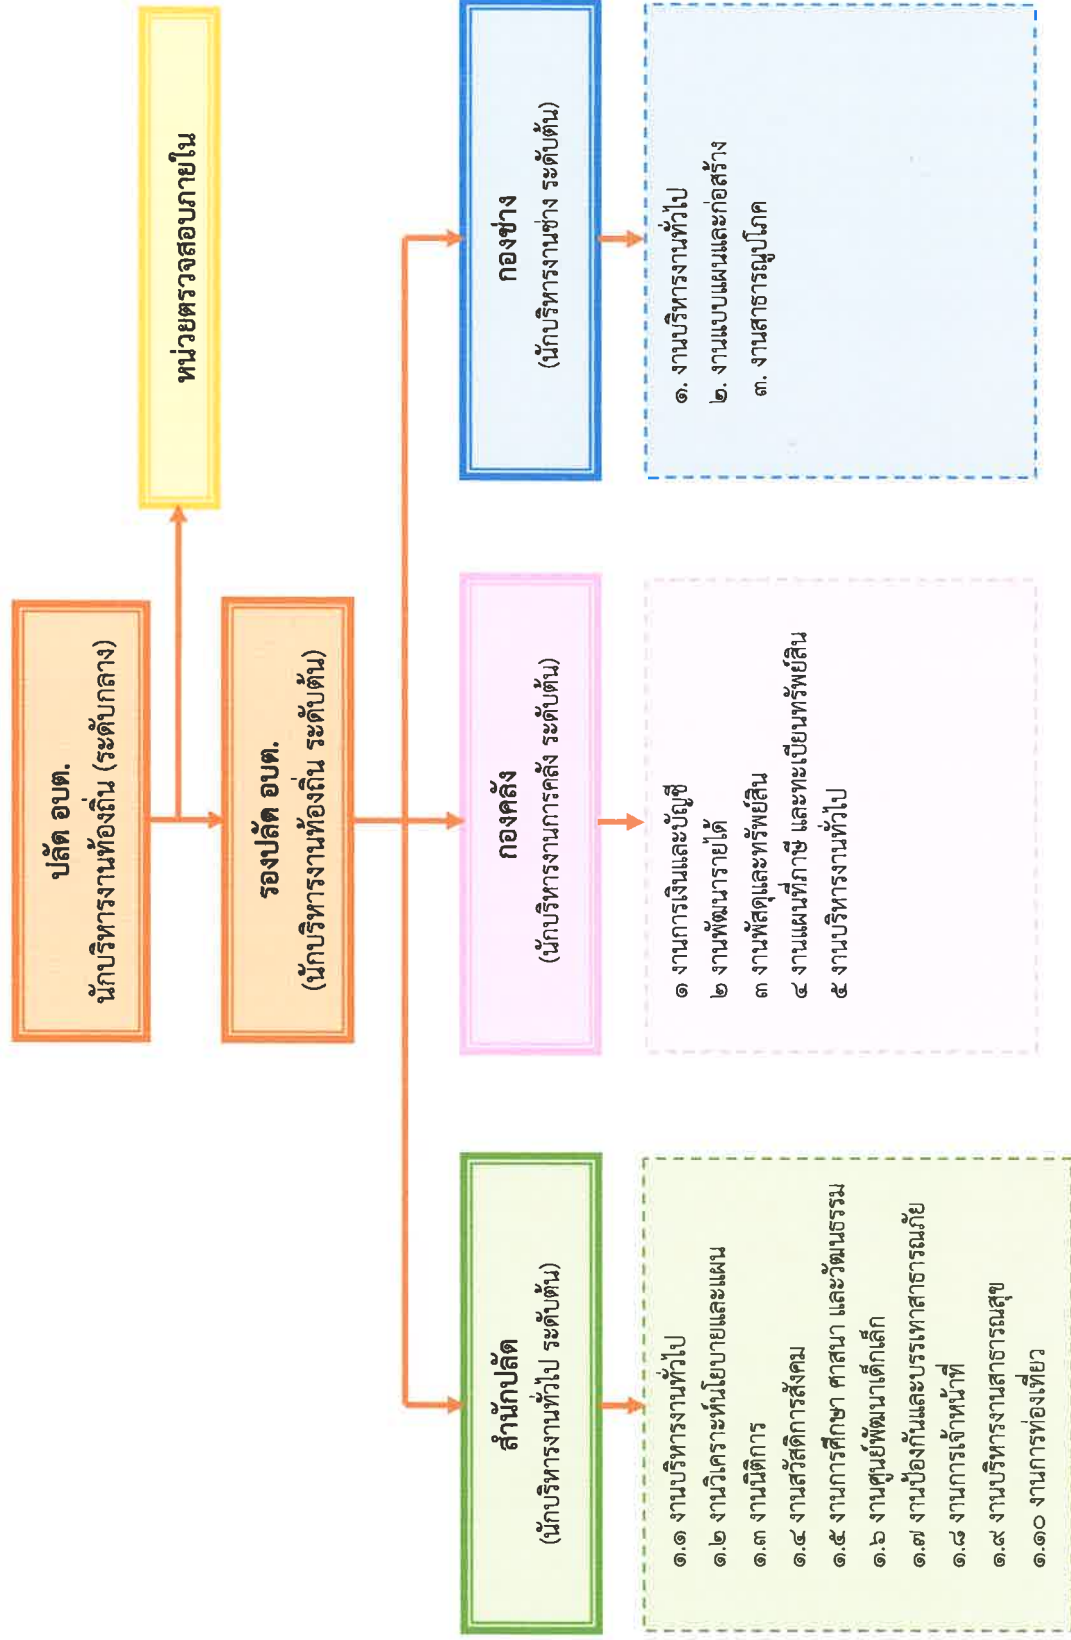 ปลัด อบต.
นักบริหารงานท้องถิ่น (ระดับกลาง)
หน่วยตรวจสอบภายใน
รองปลัด อบต.
(นักบริหารงานท้องถิ่น ระดับต้น)
สำนักปลัด
(นักบริหารงานทั่วไป ระดับต้น)
๑.๑ งานบริหารงานทั่วไป
๑.๒ งานวิเคราะห์นโยบายและแผน
๑.๓ งานนิติการ
๑.๔ งานสวัสดิการสังคม
๑.๕ งานการศึกษา ศาสนา และวัฒนธรรม
๑.๖ งานศูนย์พัฒนาเด็กเล็ก
๑.๗ งานป้องกันและบรรเทาสาธารณภัย
๑.๘ งานการเจ้าหน้าที่
๑.๙ งานบริหารงานสาธารณสุข
๑.๑๐ งานการท่องเที่ยว
กองคลัง
(นักบริหารงานการคลัง ระดับต้น)
๑ งานการเงินและบัญชี
๒ งานพัฒนารายได้
๓ งานพัสดุและทรัพย์สิน
๔ งานแผนที่ภาษี และทะเบียนทรัพย์สิน
๕ งานบริหารงานทั่วไป
กองช่าง
(นักบริหารงานช่าง ระดับต้น)
๑. งานบริหารงานทั่วไป
๒. งานแบบแผนและก่อสร้าง
๓. งานสาธารณูปโภค